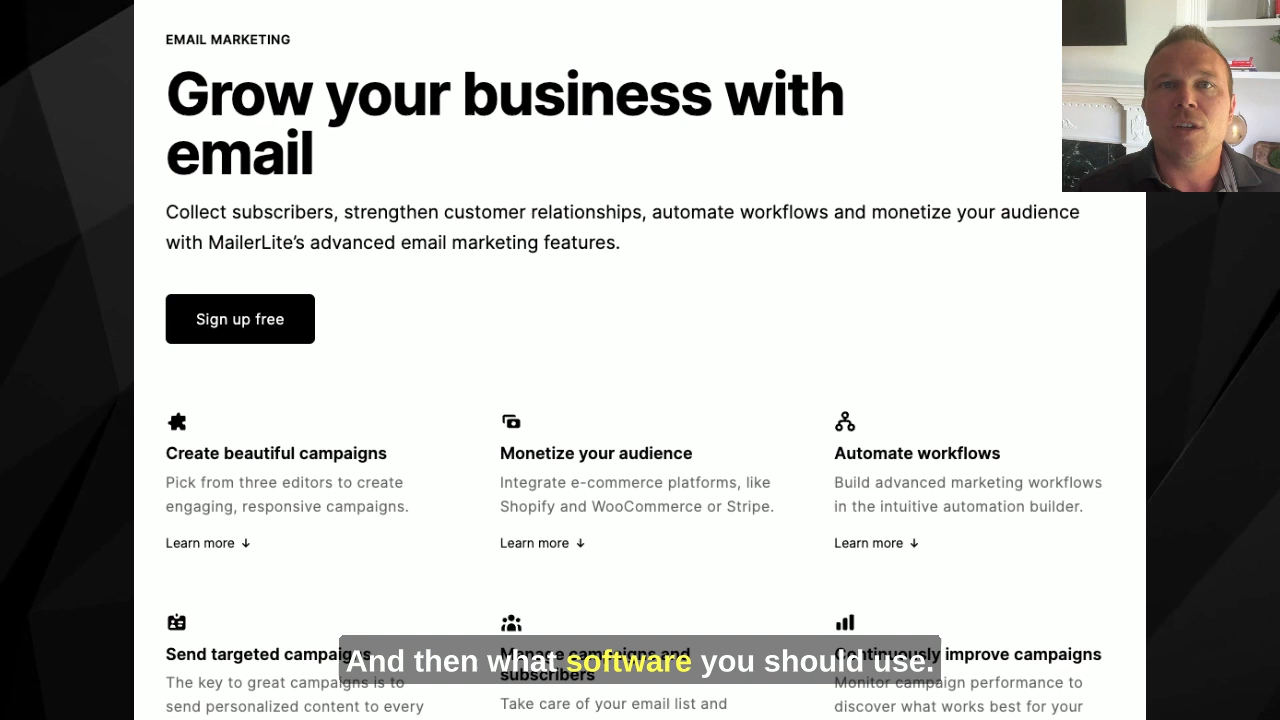 EMAIL MARKETING
Grow your business with
email
Collect subscribers, strengthen customer relationships, automate workflows and monetize your audience
with MailerLite's advanced email marketing features.
Sign up free
Create beautiful campaigns
Pick from three editors to create
engaging, responsive campaigns.
Learn more ↓
Monetize your audience
Integrate e-commerce platforms, like
Shopify and WooCommerce or Stripe.
Learn more ↓
Automate workflows
Build advanced marketing workflows
in the intuitive automation builder.
Learn more ↓
Send targeted campaigns
The key to great campaigns is to
send personalized content to every
Manage campaigns and
subscribers
Take care of your email list and
Continuously improve campaigns
Monitor campaign performance to
discover what works best for your
And then what software you should use.